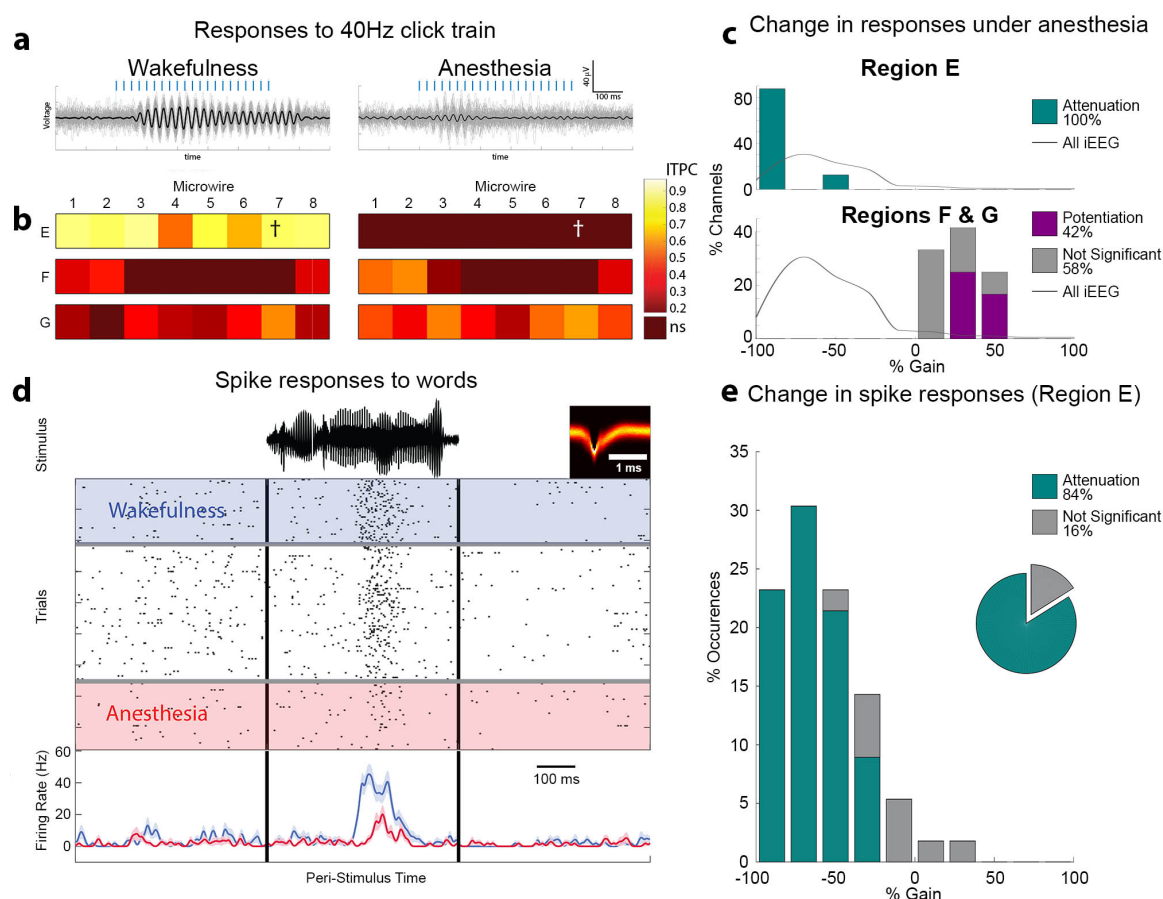 a
Responses to 40Hz click train
Wakefulness
Anesthesia
40 µV
100 ms
Voltage
time
time
b
Microwire
Microwire
ITPC
1 2 3 4 5 6 7 8
1 2 3 4 5 6 7 8
E
†
†
F
G
0.9
0.8
0.7
0.6
0.5
0.4
0.3
0.2
ns
c
Change in responses under anesthesia
Region E
80
40
0
Attenuation
100%
All iEEG
% Channels
Regions F & G
40
20
0
Potentiation
42%
Not Significant
58%
All iEEG
-100 -50 0 50 100
% Gain
d
Spike responses to words
Stimulus
1 ms
Wakefulness
Trials
Anesthesia
Firing Rate (Hz)
60
40
20
0
100 ms
Peri-Stimulus Time
e
Change in spike responses (Region E)
% Occurences
35
30
25
20
15
10
5
0
Attenuation
84%
Not Significant
16%
-100 -50 0 50 100
% Gain